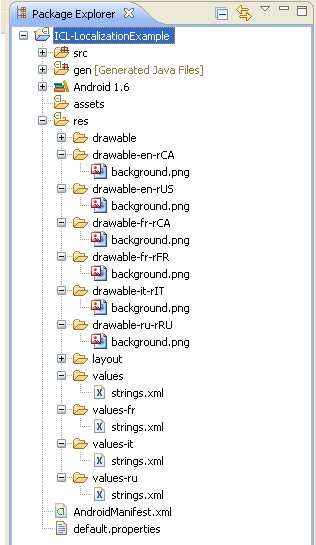 Package Explorer
ICL-LocalizationExample
src
gen [Generated Java Files]
Android 1.6
assets
res
drawable
drawable-en-rCA
background.png
drawable-en-rUS
background.png
drawable-fr-rCA
background.png
drawable-fr-rFR
background.png
drawable-it-rIT
background.png
drawable-ru-rRU
background.png
layout
values
strings.xml
values-fr
strings.xml
values-it
strings.xml
values-ru
strings.xml
AndroidManifest.xml
default.properties